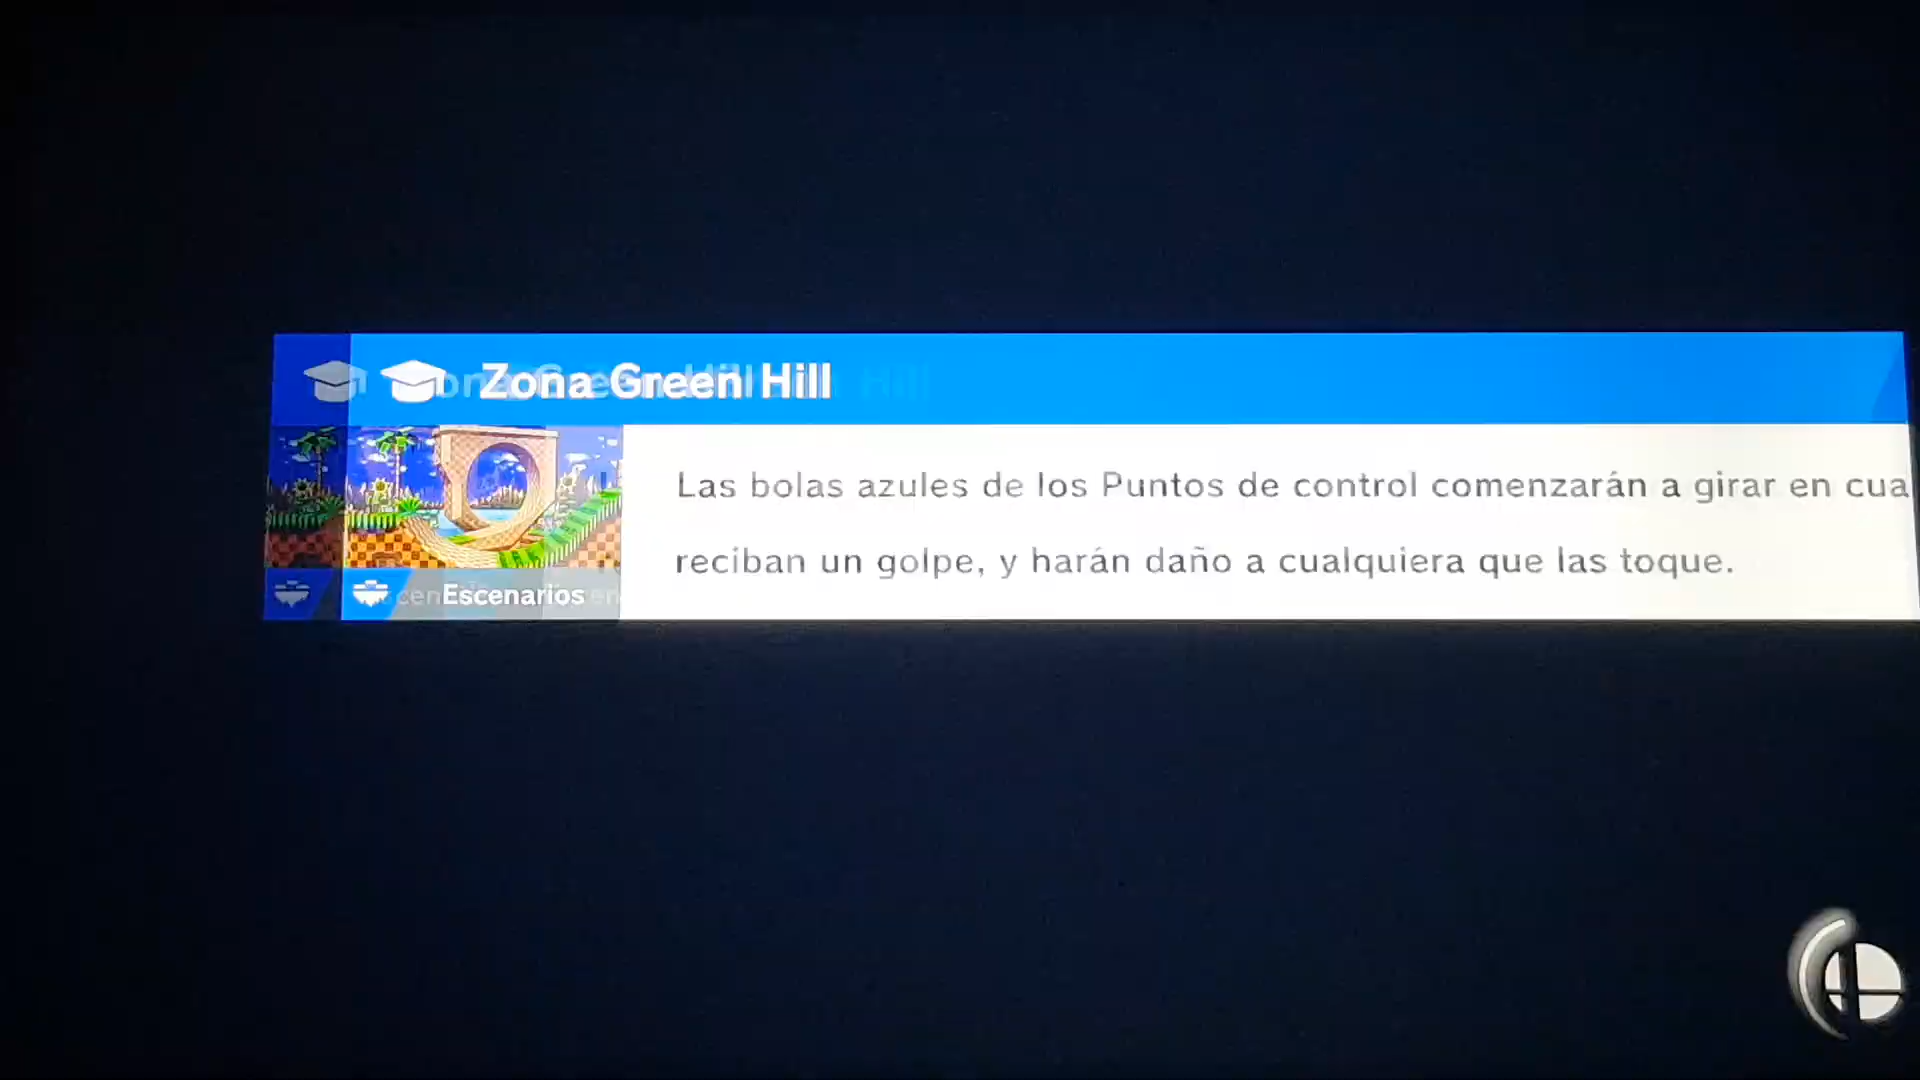 Zona Green Hill
Las bolas azules de los Puntos de control comenzarán a girar en
reciban un golpe, y harán daño a cualquiera que las toque.
Escenarios